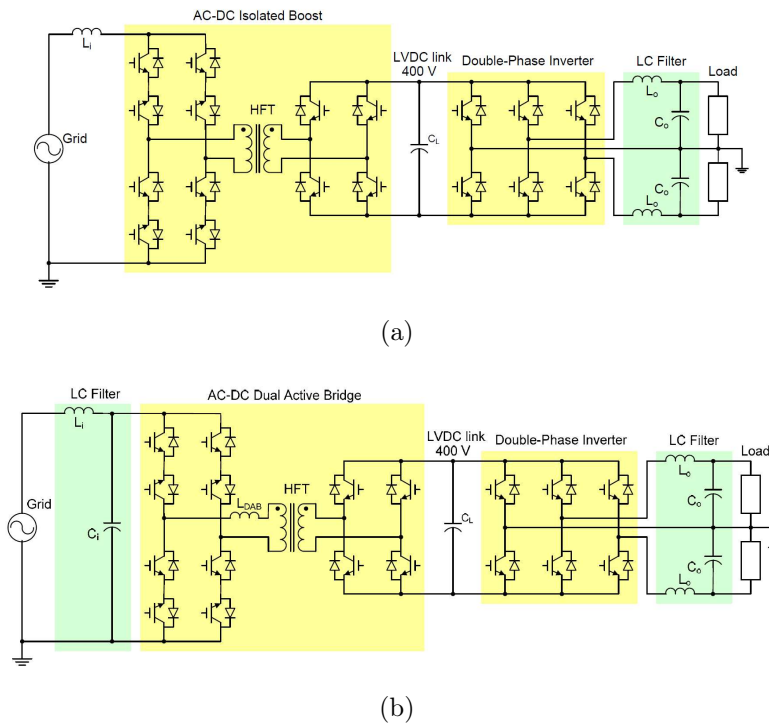 AC-DC Isolated Boost
Li
LVDC link
400 V
Double-Phase Inverter
LC Filter
Lo
Load
HFT
Grid
CL
Co
Co
Lo
(a)
LC Filter
AC-DC Dual Active Bridge
Li
LVDC link
400 V
Double-Phase Inverter
LC Filter
Lo
Load
Grid
LDAB
HFT
Ci
CL
Co
Co
Lo
(b)